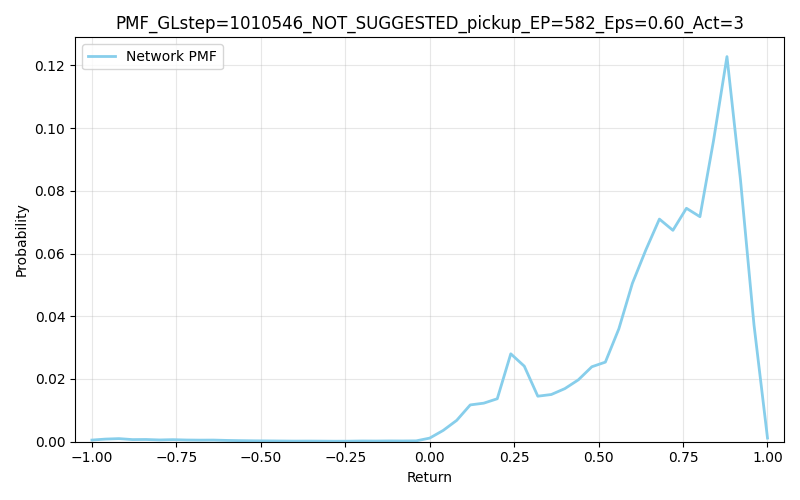 PMF_GLstep=1010546_NOT_SUGGESTED_pickup_EP=582_Eps=0.60_Act=3
Network PMF
Probability
0.12
0.10
0.08
0.06
0.04
0.02
0.00
−1.00 −0.75 −0.50 −0.25 0.00 0.25 0.50 0.75 1.00
Return